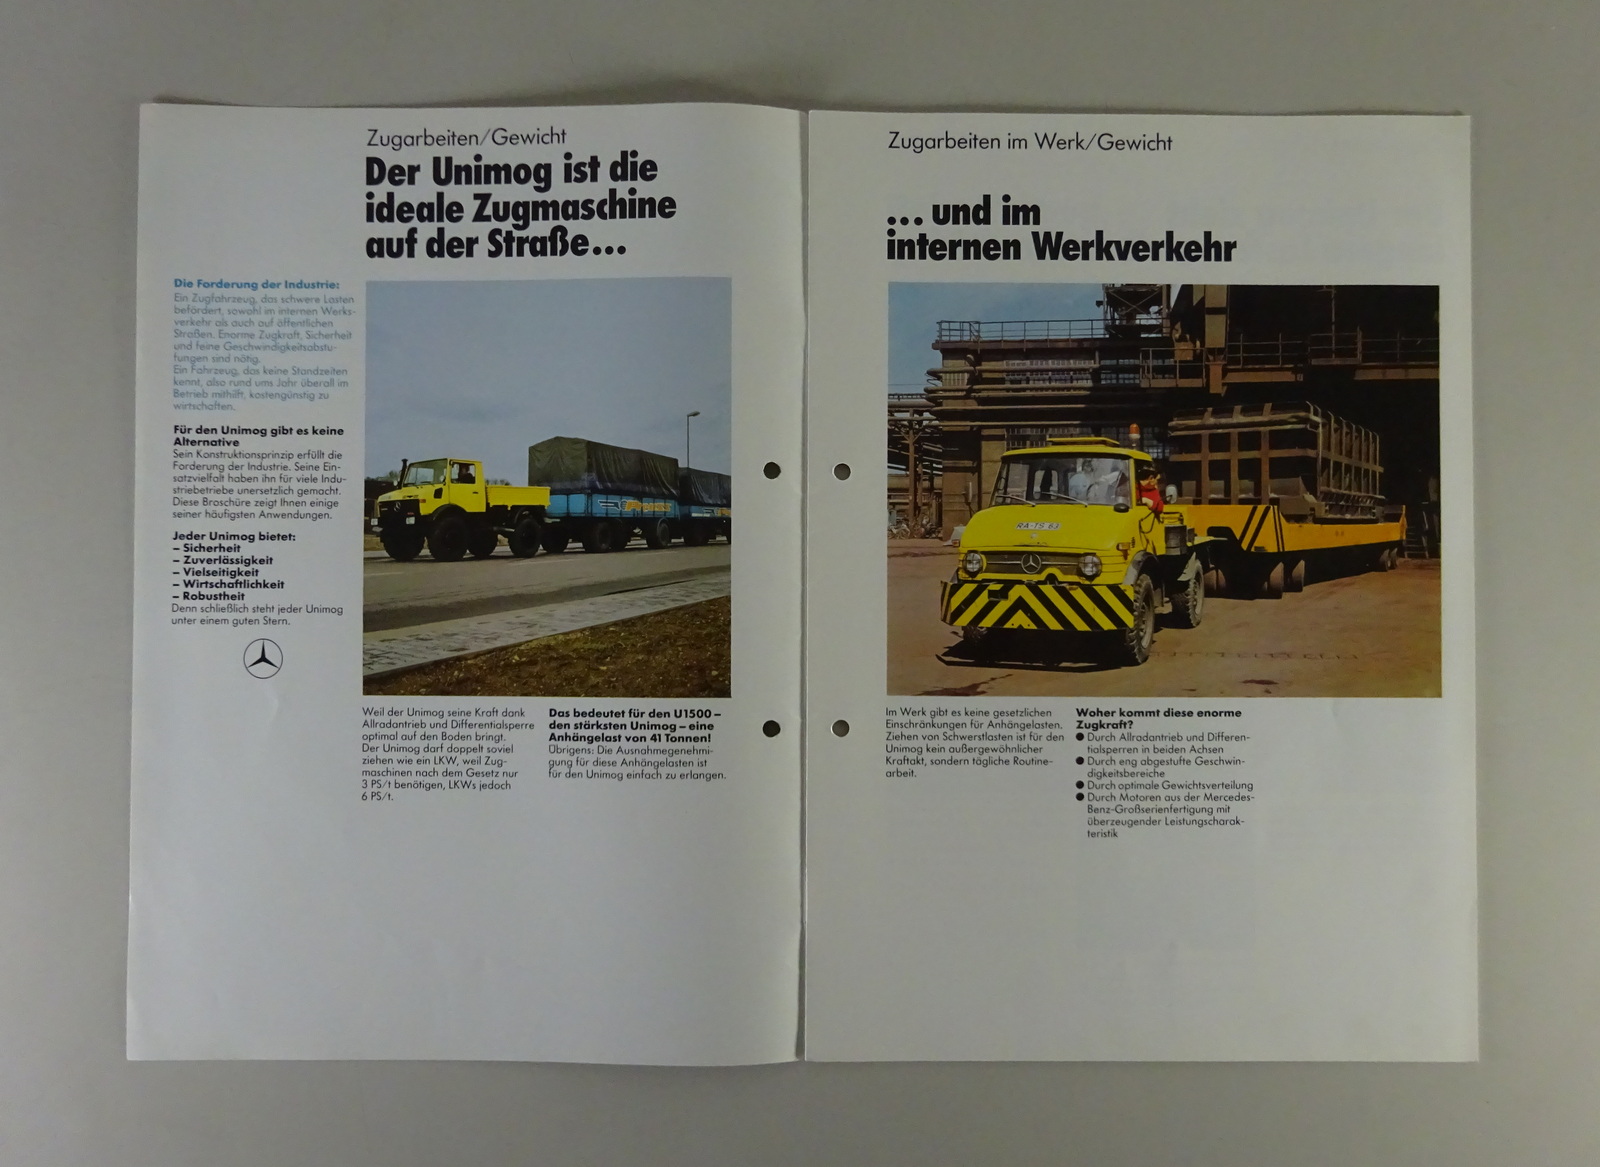 Zugarbeiten/Gewicht
Der Unimog ist die
ideale Zugmaschine
auf der Straße...
Die Forderung der Industrie:
Ein Zugfahrzeug, das schwere Lasten
befördert, sowohl im internen Werks-
verkehr als auch auf öffentlichen
Straßen. Enorme Zugkraft, Sicherheit
und feine Geschwindigkeitsabstu-
fungen sind nötig.
Ein Fahrzeug, das keine Standzeiten
kennt, also rund ums Jahr überall im
Betrieb mithilft, kostengünstig zu
wirtschaften.
Für den Unimog gibt es keine
Alternative
Sein Konstruktionsprinzip erfüllt die
Forderung der Industrie. Seine Ein-
satzvielfalt haben ihn für viele Indu-
striebetriebe unersetzlich gemacht.
Diese Broschüre zeigt Ihnen einige
seiner häufigsten Anwendungen.
Jeder Unimog bietet:
– Sicherheit
– Zuverlässigkeit
– Vielseitigkeit
– Wirtschaftlichkeit
– Robustheit
Denn schließlich steht jeder Unimog
unter einem guten Stern.
Weil der Unimog seine Kraft dank
Allradantrieb und Differentialsperre
optimal auf den Boden bringt.
Der Unimog darf doppelt soviel
ziehen wie ein LKW, weil Zug-
maschinen nach dem Gesetz nur
3 PS/t benötigen, LKWs jedoch
6 PS/t.
Das bedeutet für den U1500 –
den stärksten Unimog – eine
Anhängelast von 41 Tonnen!
Übrigens: Die Ausnahmegenehmi-
gung für diese Anhängelasten ist
für den Unimog einfach zu erlangen.
Zugarbeiten im Werk/Gewicht
... und im
internen Werkverkehr
RA-TS 63
Im Werk gibt es keine gesetzlichen
Einschränkungen für Anhängelasten.
Ziehen von Schwerstlasten ist für den
Unimog kein außergewöhnlicher
Kraftakt, sondern tägliche Routine-
arbeit.
Woher kommt diese enorme
Zugkraft?
● Durch Allradantrieb und Differen-
tialsperren in beiden Achsen
● Durch eng abgestufte Geschwin-
digkeitsbereiche
● Durch optimale Gewichtsverteilung
● Durch Motoren aus der Mercedes-
Benz-Großserienfertigung mit
überzeugender Leistungscharak-
teristik